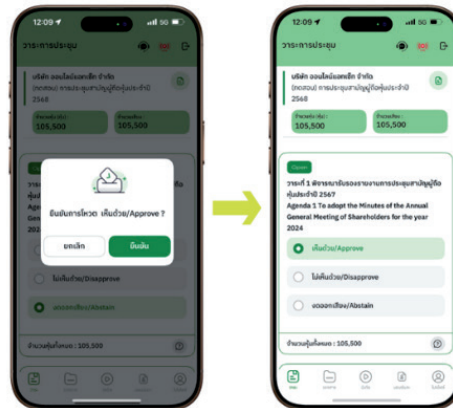 12:09
วาระการประชุม
บริษัท ออนไลน์แอสเซ็ท จำกัด
(ทดสอบ) การประชุมสามัญผู้ถือหุ้นประจำปี
2568
105,500
105,500
ยืนยันการโหวต เห็นด้วย/Approve ?
ยกเลิก
ยืนยัน
2024
ไม่เห็นด้วย/Disapprove
งดออกเสียง/Abstain
จำนวนหุ้นทั้งหมด : 105,500
12:09
วาระการประชุม
บริษัท ออนไลน์แอสเซ็ท จำกัด
(ทดสอบ) การประชุมสามัญผู้ถือหุ้นประจำปี
2568
105,500
105,500
วาระที่ 1 พิจารณารับรองรายงานการประชุมสามัญผู้ถือ
หุ้นประจำปี 2567
Agenda 1 To adopt the Minutes of the Annual
General Meeting of Shareholders for the year
2024
เห็นด้วย/Approve
ไม่เห็นด้วย/Disapprove
งดออกเสียง/Abstain
จำนวนหุ้นทั้งหมด : 105,500